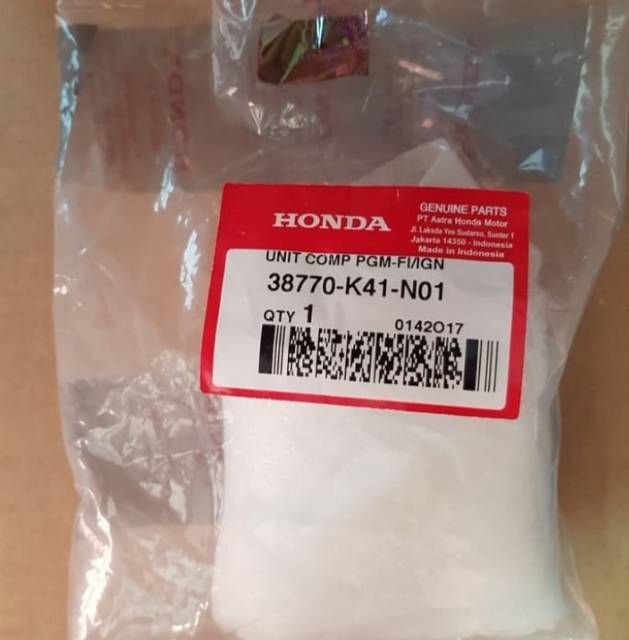 HONDA
GENUINE PARTS
PT Astra Honda Motor
Jl. Laksda Yos Sudarso, Sunter 1
Jakarta 14350 - Indonesia
Made in Indonesia
UNIT COMP PGM-FI/IGN
38770-K41-N01
QTY 1
0142O17